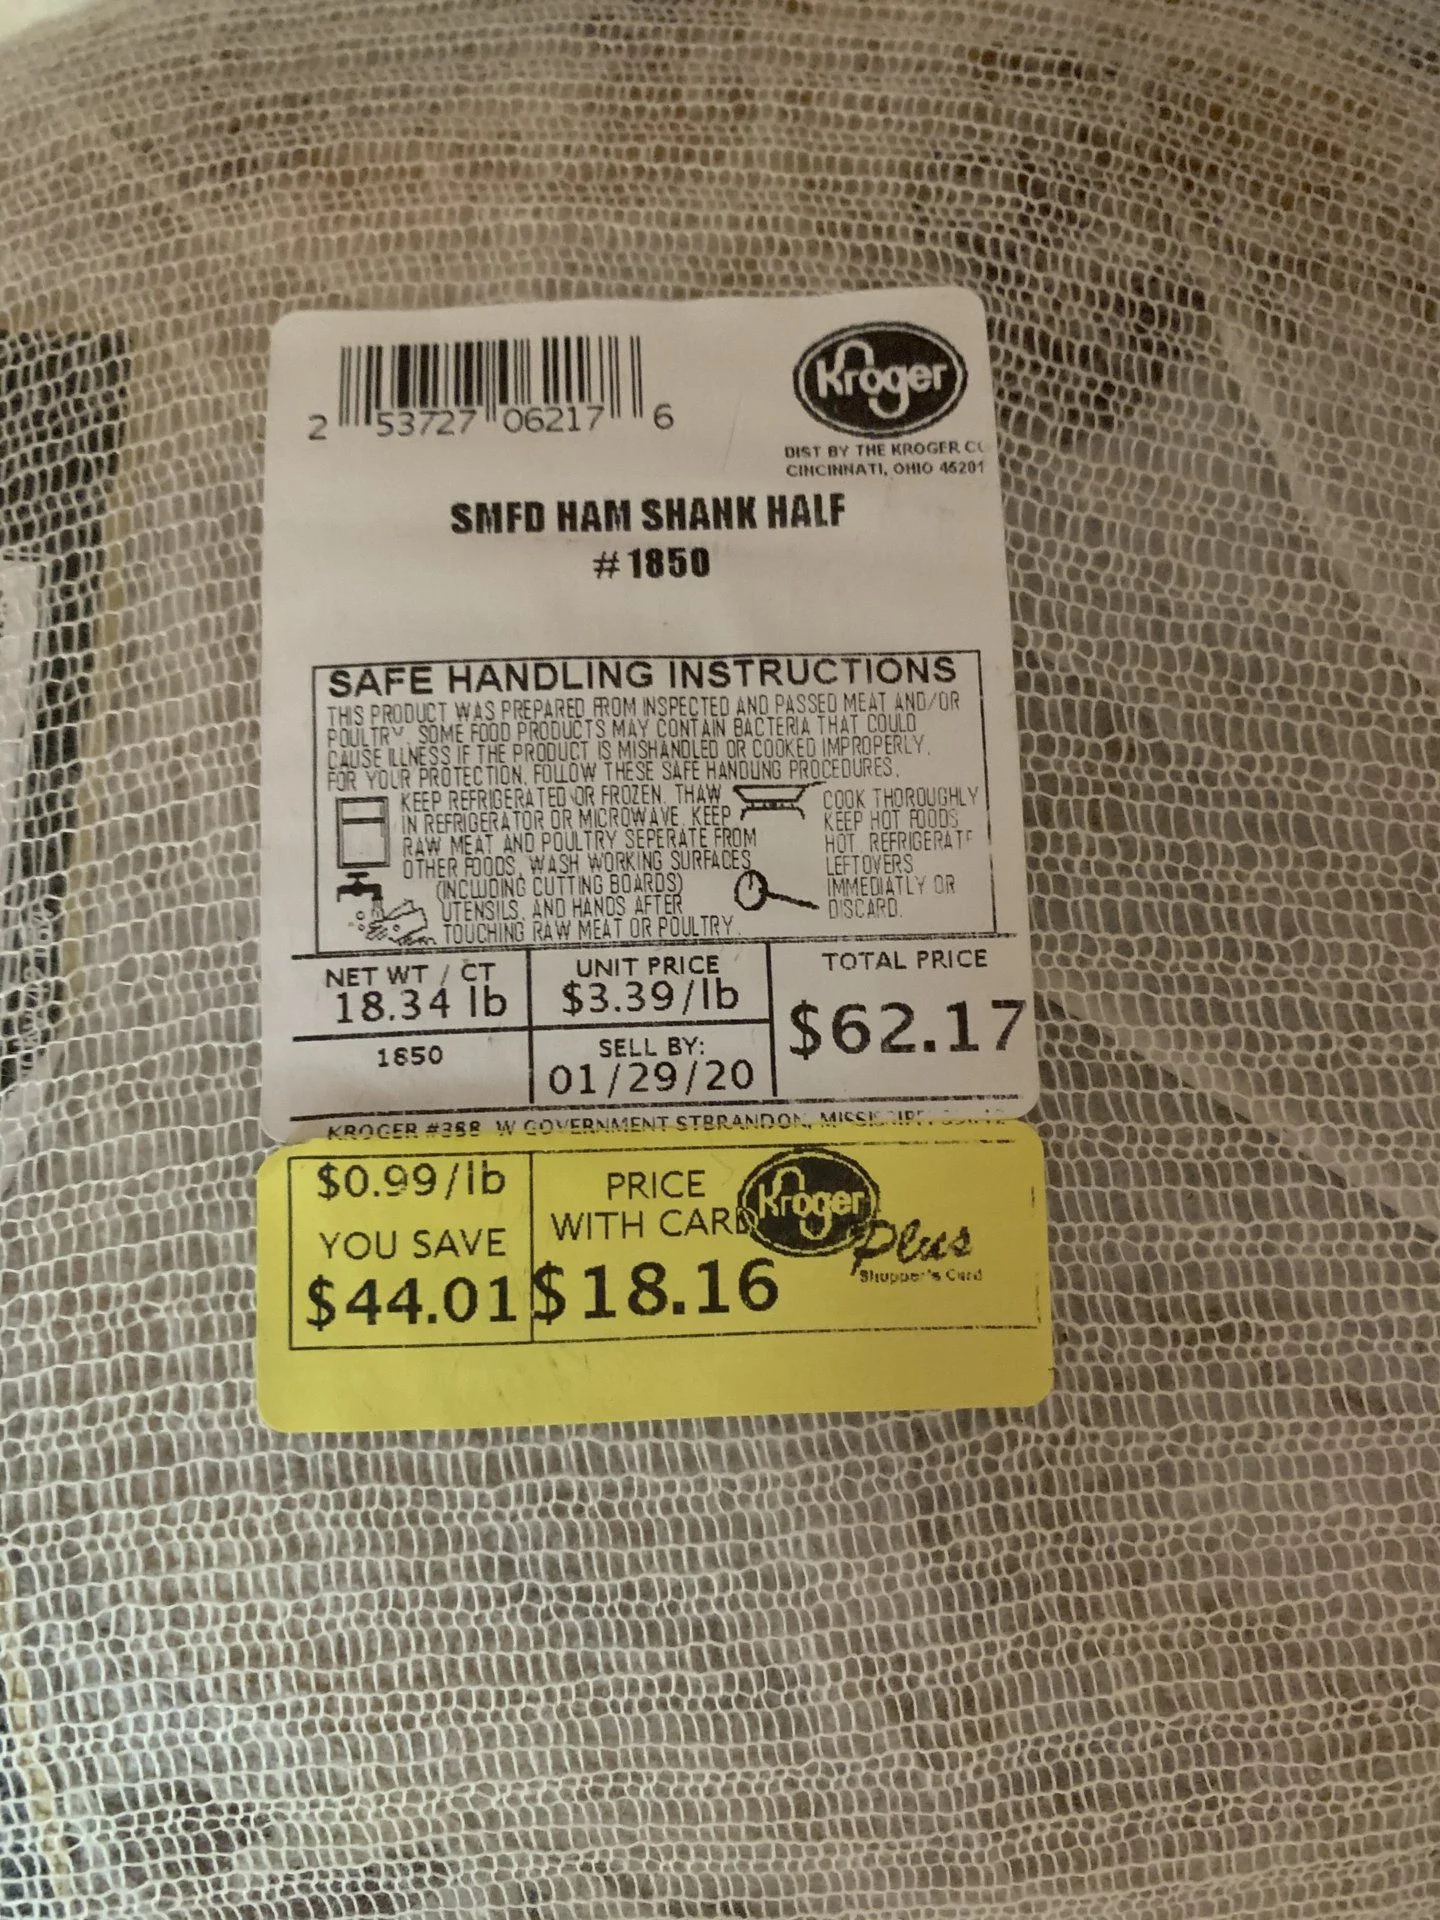 2 53727 06217 6
Kroger
DIST BY THE KROGER C
CINCINNATI, OHIO 45201
SMFD HAM SHANK HALF
#1850
SAFE HANDLING INSTRUCTIONS
THIS PRODUCT WAS PREPARED FROM INSPECTED AND PASSED MEAT AND/OR
POULTRY. SOME FOOD PRODUCTS MAY CONTAIN BACTERIA THAT COULD
CAUSE ILLNESS IF THE PRODUCT IS MISHANDLED OR COOKED IMPROPERLY.
FOR YOUR PROTECTION, FOLLOW THESE SAFE HANDLING PROCEDURES.
KEEP REFRIGERATED OR FROZEN. THAW
IN REFRIGERATOR OR MICROWAVE. KEEP
RAW MEAT AND POULTRY SEPERATE FROM
OTHER FOODS. WASH WORKING SURFACES
(INCLUDING CUTTING BOARDS)
UTENSILS, AND HANDS AFTER
TOUCHING RAW MEAT OR POULTRY.
COOK THOROUGHLY
KEEP HOT FOODS
HOT. REFRIGERATE
LEFTOVERS
IMMEDIATLY OR
DISCARD.
NET WT / CT
18.34 lb
UNIT PRICE
$3.39/lb
TOTAL PRICE
$62.17
1850
SELL BY:
01/29/20
KROGER #388 W GOVERNMENT STBRANDON, MISSISSIPPI
$0.99/lb
YOU SAVE
$44.01
PRICE
WITH CARD
$18.16
Kroger
Plus
Shopper's Card